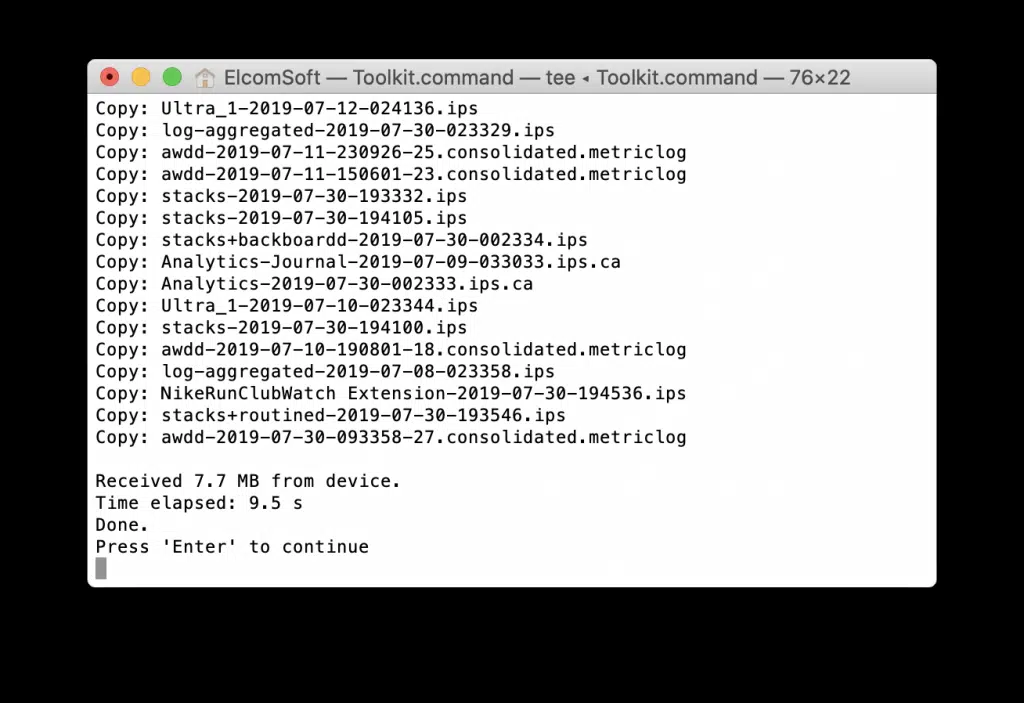 ElcomSoft — Toolkit.command — tee ◂ Toolkit.command — 76×22
Copy: Ultra_1-2019-07-12-024136.ips
Copy: log-aggregated-2019-07-30-023329.ips
Copy: awdd-2019-07-11-230926-25.consolidated.metriclog
Copy: awdd-2019-07-11-150601-23.consolidated.metriclog
Copy: stacks-2019-07-30-193332.ips
Copy: stacks-2019-07-30-194105.ips
Copy: stacks+backboardd-2019-07-30-002334.ips
Copy: Analytics-Journal-2019-07-09-033033.ips.ca
Copy: Analytics-2019-07-30-002333.ips.ca
Copy: Ultra_1-2019-07-10-023344.ips
Copy: stacks-2019-07-30-194100.ips
Copy: awdd-2019-07-10-190801-18.consolidated.metriclog
Copy: log-aggregated-2019-07-08-023358.ips
Copy: NikeRunClubWatch Extension-2019-07-30-194536.ips
Copy: stacks+routined-2019-07-30-193546.ips
Copy: awdd-2019-07-30-093358-27.consolidated.metriclog
Received 7.7 MB from device.
Time elapsed: 9.5 s
Done.
Press 'Enter' to continue